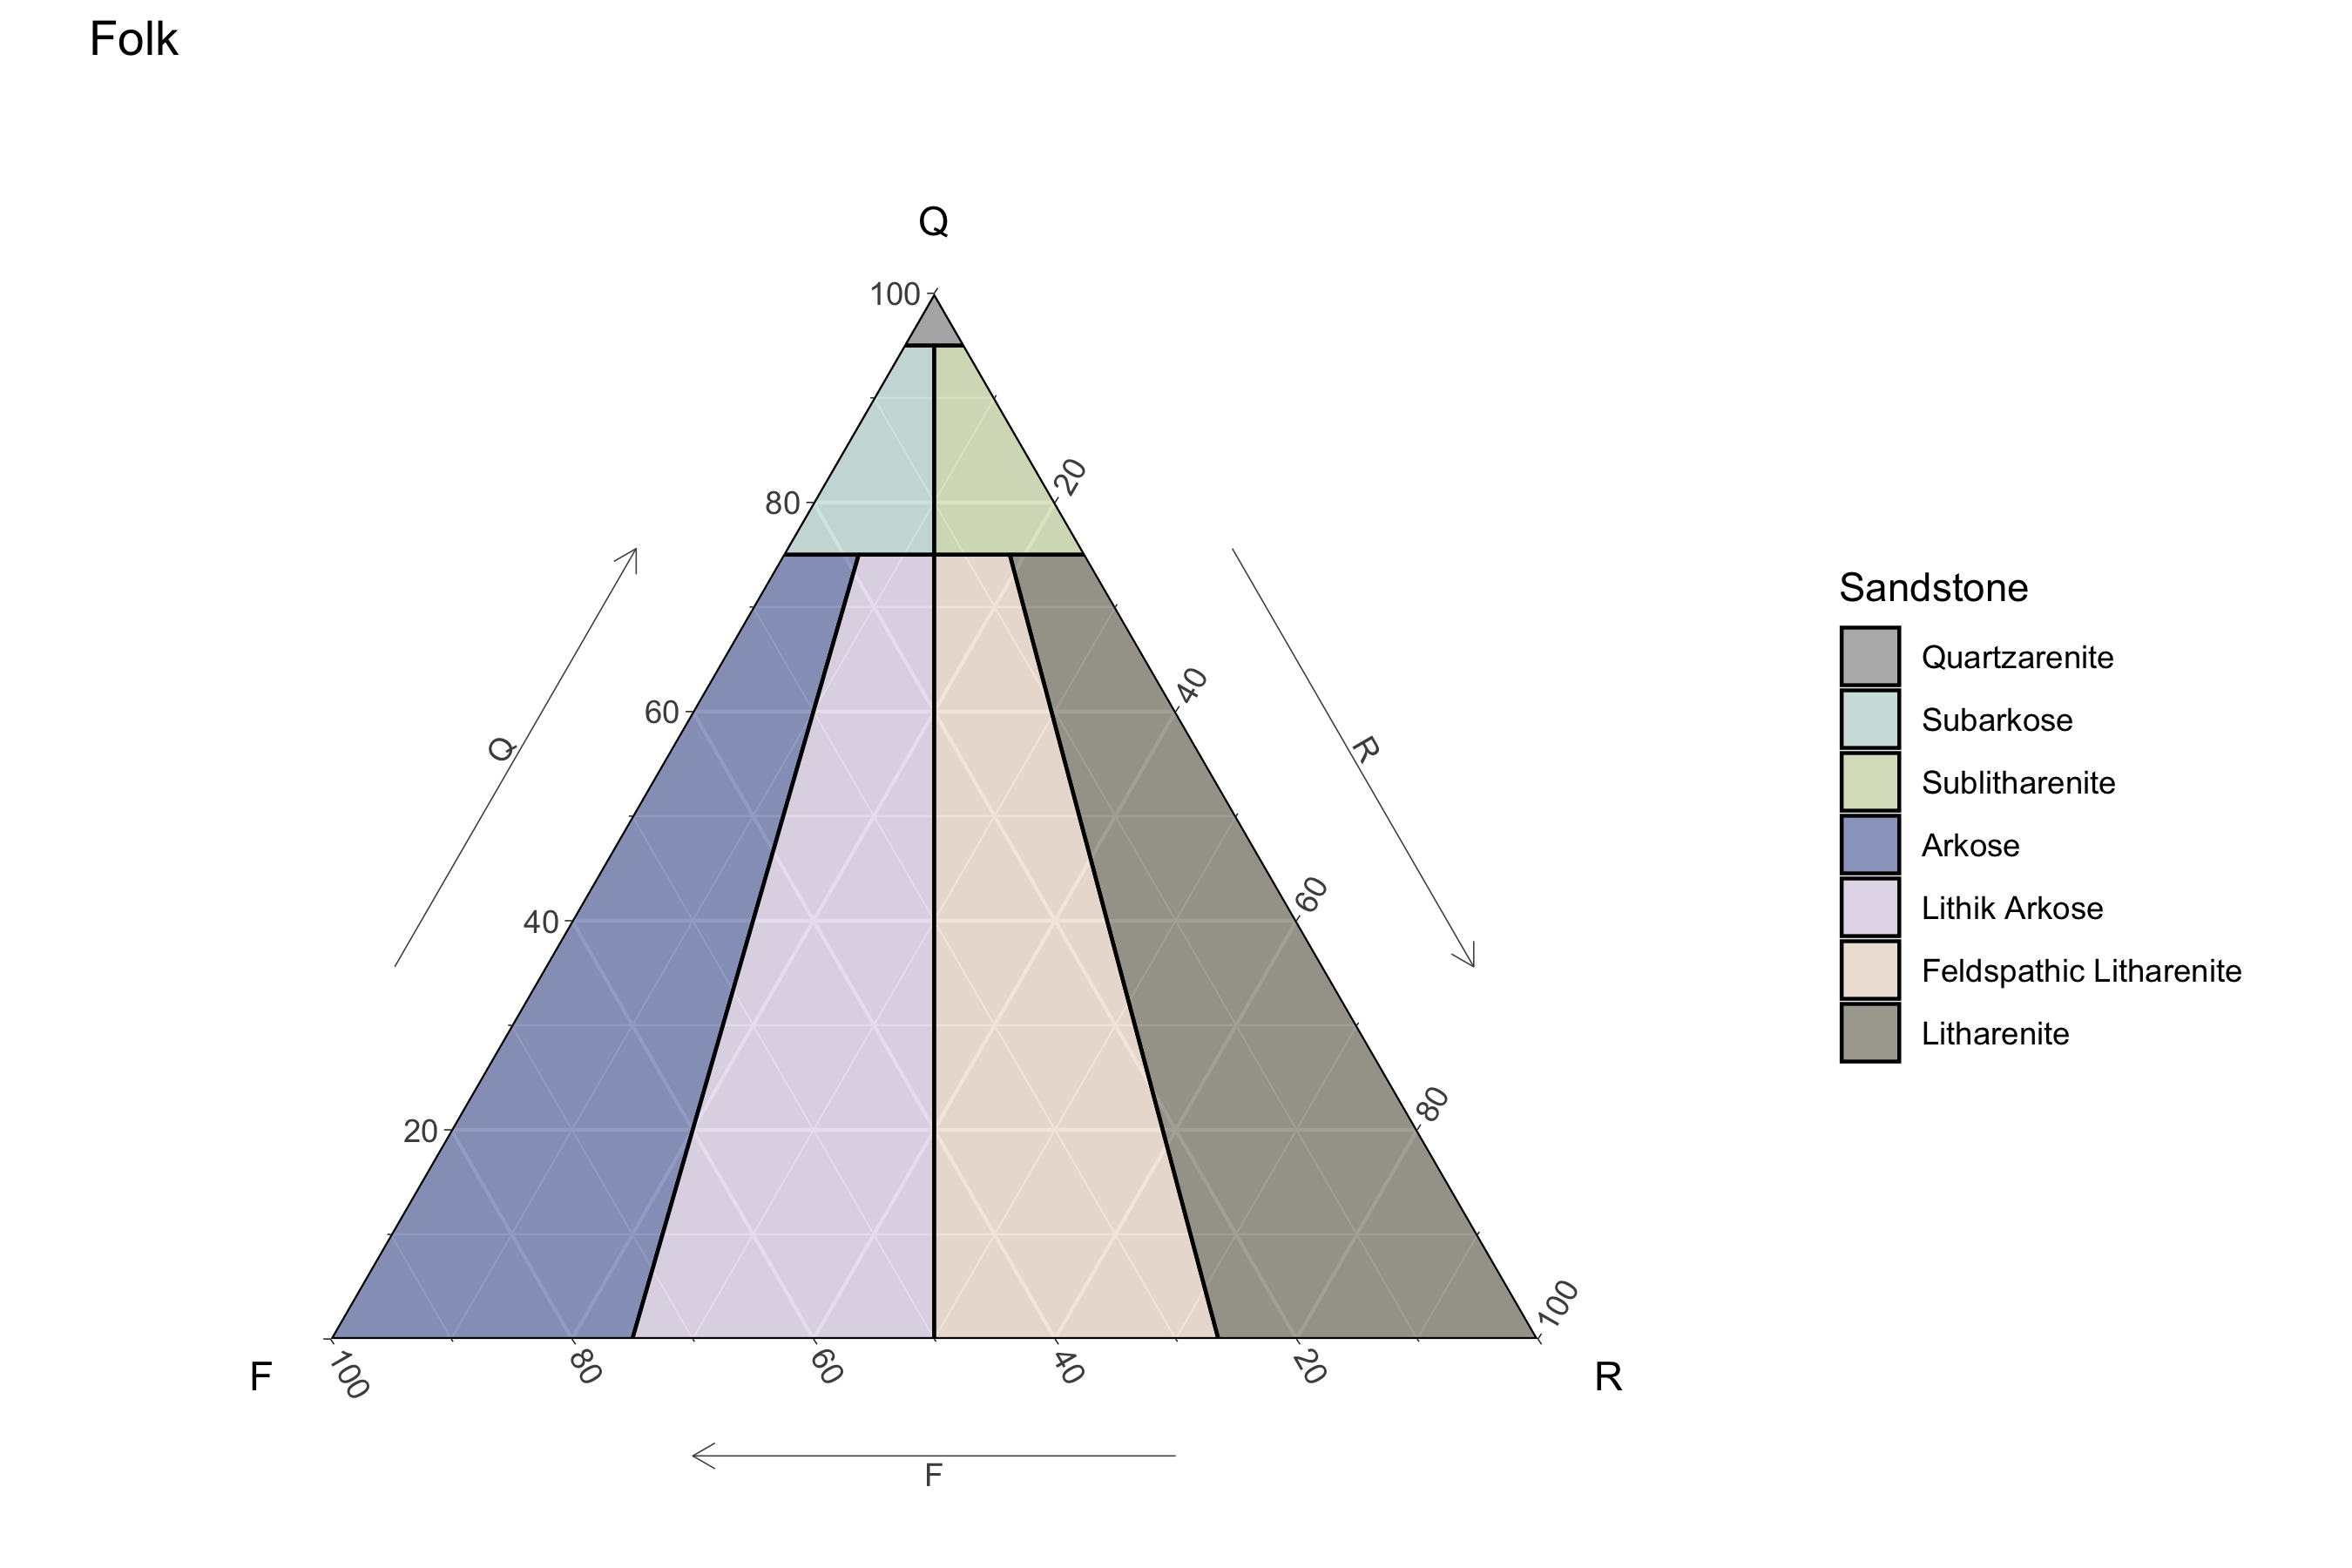 Folk
Q
100
80
60
40
20
Q
20
40
60
80
100
R
F
100
80
60
40
20
R
F
Sandstone
Quartzarenite
Subarkose
Sublitharenite
Arkose
Lithik Arkose
Feldspathic Litharenite
Litharenite